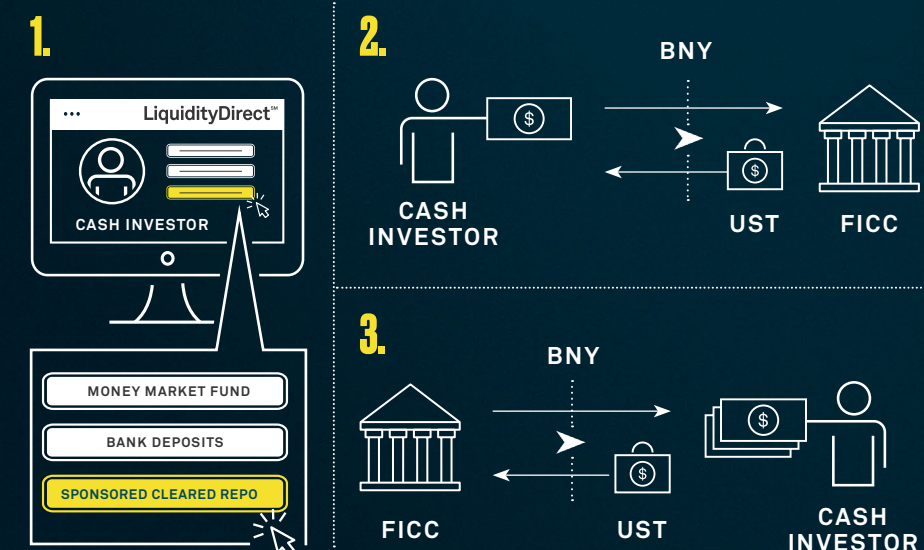 1.
LiquidityDirect℠
CASH INVESTOR
MONEY MARKET FUND
BANK DEPOSITS
SPONSORED CLEARED REPO
2.
BNY
$
$
CASH
INVESTOR
UST
FICC
3.
BNY
$
$
FICC
UST
CASH
INVESTOR